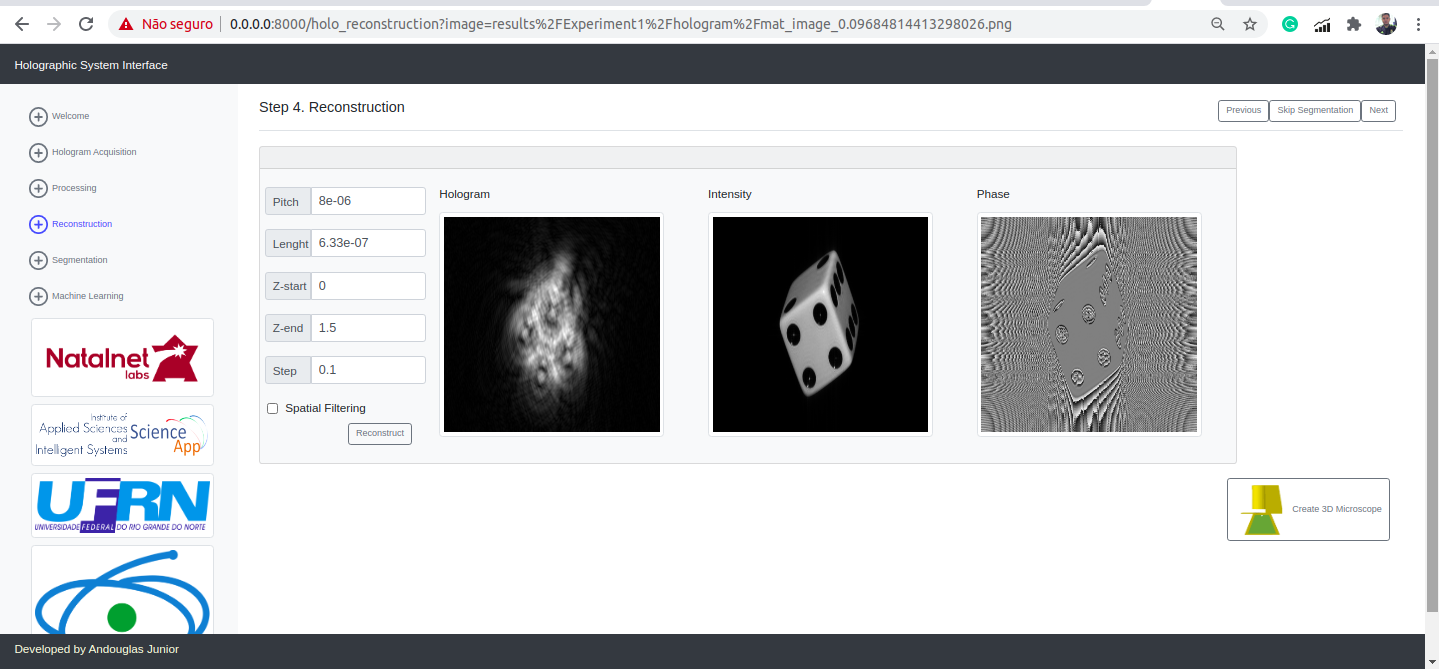 Não seguro
0.0.0.0:8000/holo_reconstruction?image=results%2FExperiment1%2Fhologram%2Fmat_image_0.09684814413298026.png
Holographic System Interface
Welcome
Hologram Acquisition
Processing
Reconstruction
Segmentation
Machine Learning
Natalnet
labs
Institute of
Applied Sciences
and
Intelligent Systems
Science
App
UFRN
UNIVERSIDADE FEDERAL DO RIO GRANDE DO NORTE
Step 4. Reconstruction
Previous
Skip Segmentation
Next
Pitch
8e-06
Lenght
6.33e-07
Z-start
0
Z-end
1.5
Step
0.1
Spatial Filtering
Reconstruct
Hologram
Intensity
Phase
Create 3D Microscope
Developed by Andouglas Junior